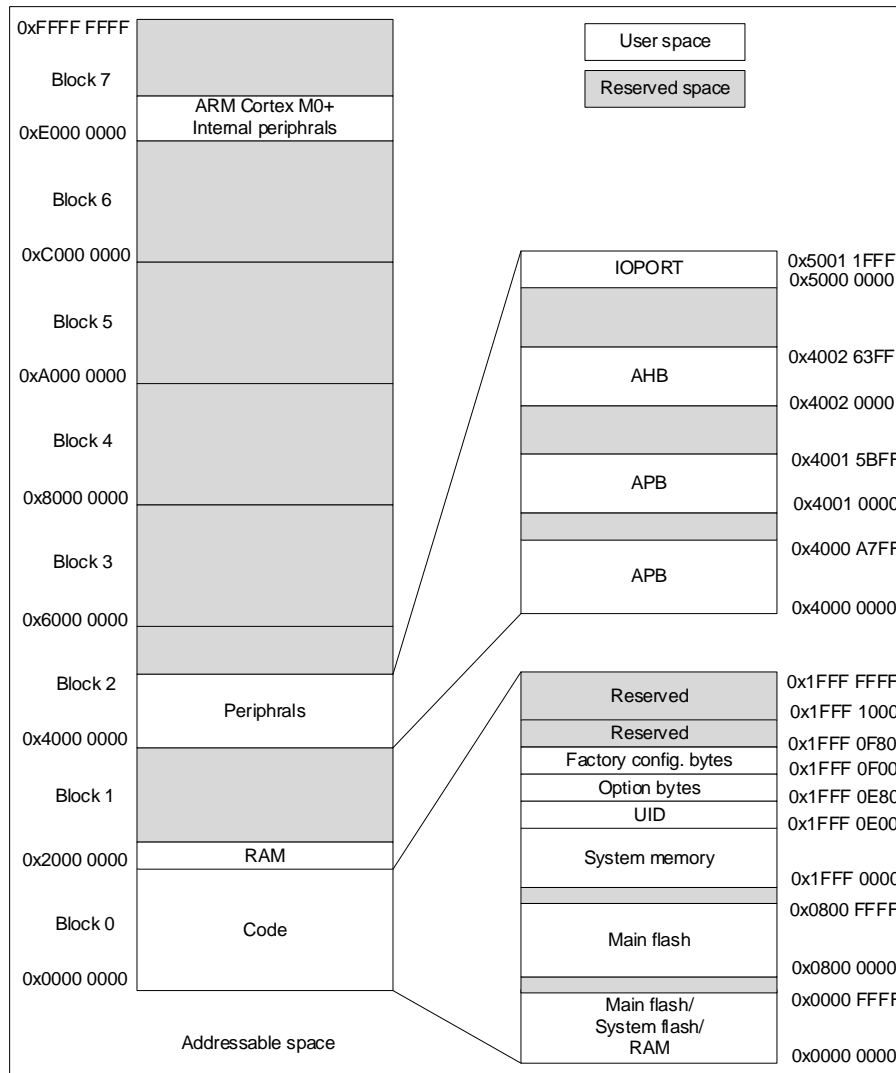 0xFFFF FFFF
Block 7
ARM Cortex M0+
Internal periphrals
0xE000 0000
Block 6
0xC000 0000
Block 5
0xA000 0000
Block 4
0x8000 0000
Block 3
0x6000 0000
Block 2
Periphrals
0x4000 0000
Block 1
0x2000 0000
RAM
Block 0
Code
0x0000 0000
Addressable space
User space
Reserved space
IOPORT
0x5001 1FFF
0x5000 0000
0x4002 63FF
AHB
0x4002 0000
0x4001 5BFF
APB
0x4001 0000
0x4000 A7FF
APB
0x4000 0000
0x1FFF FFFF
Reserved
0x1FFF 1000
Reserved
0x1FFF 0F80
Factory config. bytes
0x1FFF 0F00
Option bytes
0x1FFF 0E80
UID
0x1FFF 0E00
System memory
0x1FFF 0000
0x0800 FFFF
Main flash
0x0800 0000
0x0000 FFFF
Main flash/
System flash/
RAM
0x0000 0000